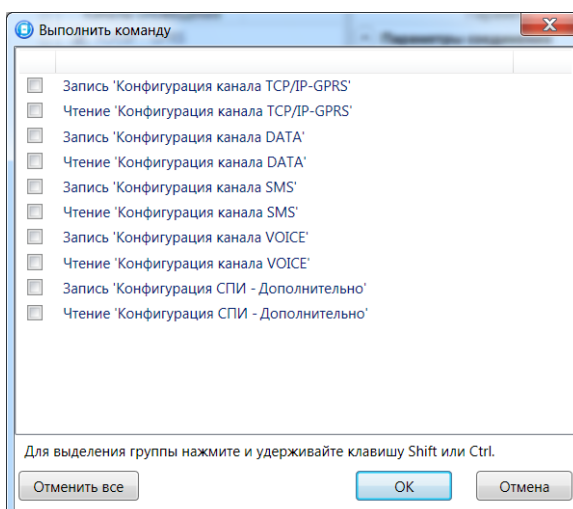 Выполнить команду
Запись 'Конфигурация канала TCP/IP-GPRS'
Чтение 'Конфигурация канала TCP/IP-GPRS'
Запись 'Конфигурация канала DATA'
Чтение 'Конфигурация канала DATA'
Запись 'Конфигурация канала SMS'
Чтение 'Конфигурация канала SMS'
Запись 'Конфигурация канала VOICE'
Чтение 'Конфигурация канала VOICE'
Запись 'Конфигурация СПИ - Дополнительно'
Чтение 'Конфигурация СПИ - Дополнительно'
Для выделения группы нажмите и удерживайте клавишу Shift или Ctrl.
Отменить все
OK
Отмена